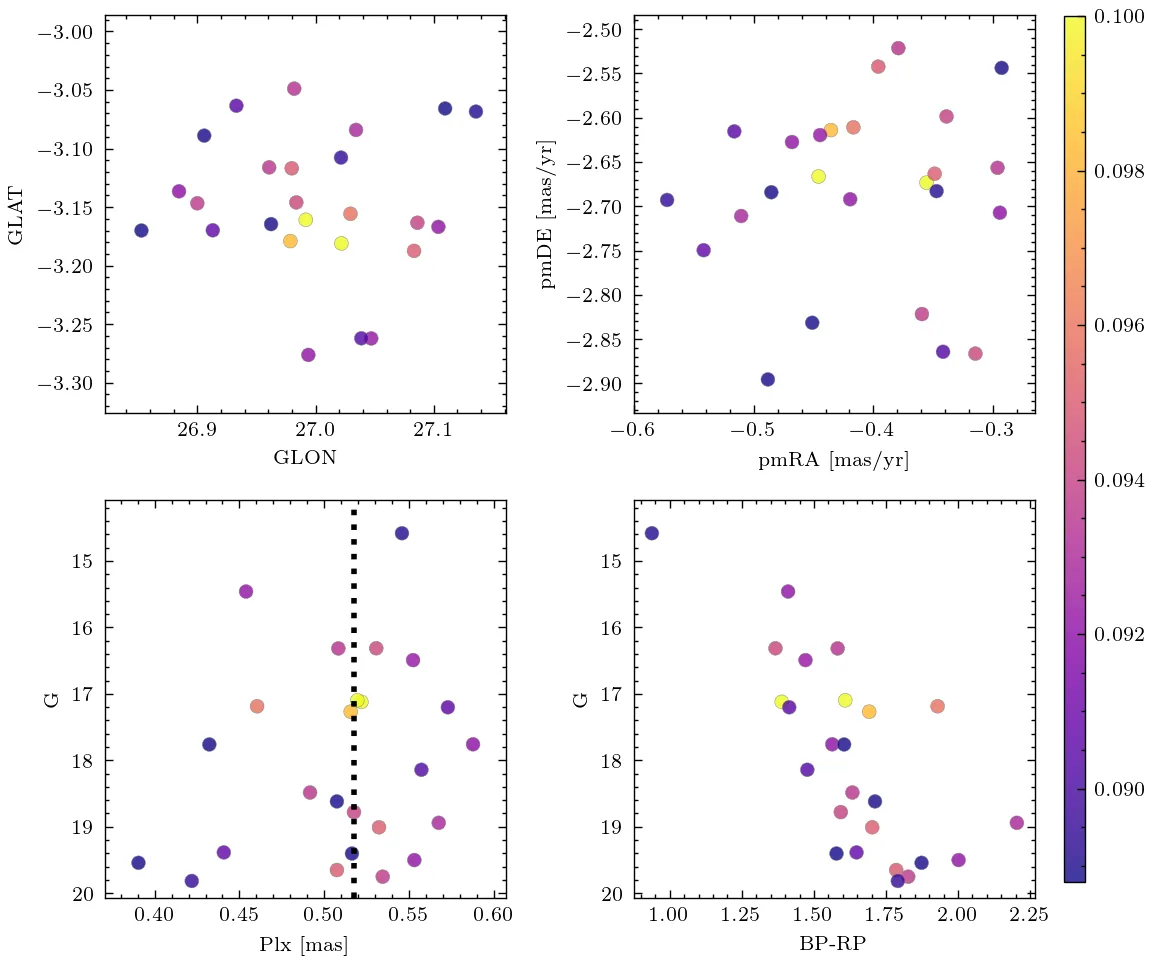 −3.00
−3.05
−3.10
−3.15
−3.20
−3.25
−3.30
GLAT
26.9 27.0 27.1
GLON
−2.50
−2.55
−2.60
−2.65
−2.70
−2.75
−2.80
−2.85
−2.90
pmDE [mas/yr]
−0.6 −0.5 −0.4 −0.3
pmRA [mas/yr]
15
16
17
18
19
20
G
0.40 0.45 0.50 0.55 0.60
Plx [mas]
15
16
17
18
19
20
G
1.00 1.25 1.50 1.75 2.00 2.25
BP-RP
0.100
0.098
0.096
0.094
0.092
0.090